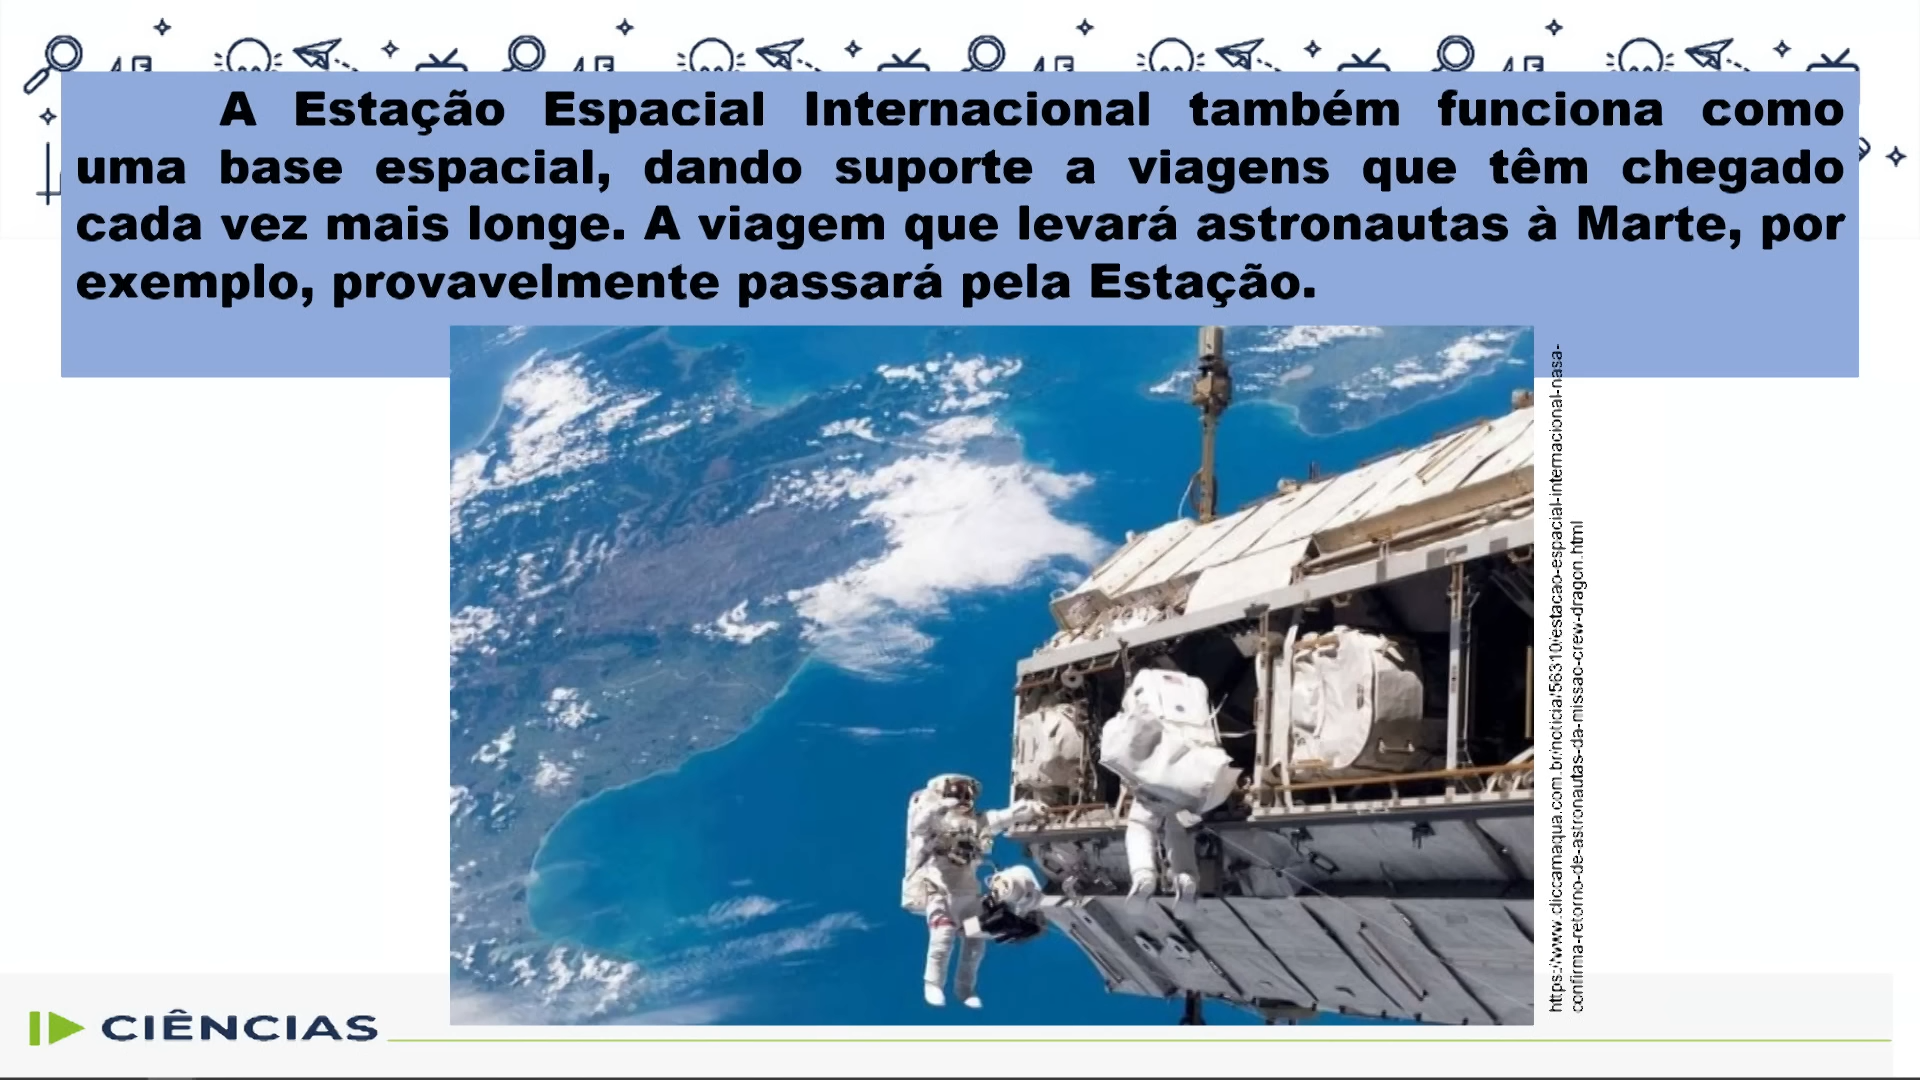 A Estação Espacial Internacional também funciona como
uma base espacial, dando suporte a viagens que têm chegado
cada vez mais longe. A viagem que levará astronautas à Marte, por
exemplo, provavelmente passará pela Estação.
https://www.cliccamaqua.com.br/noticia/56310/estacao-espacial-internacional-nasa-
confirma-retorno-de-astronautas-da-missao-crew-dragon.html
CIÊNCIAS